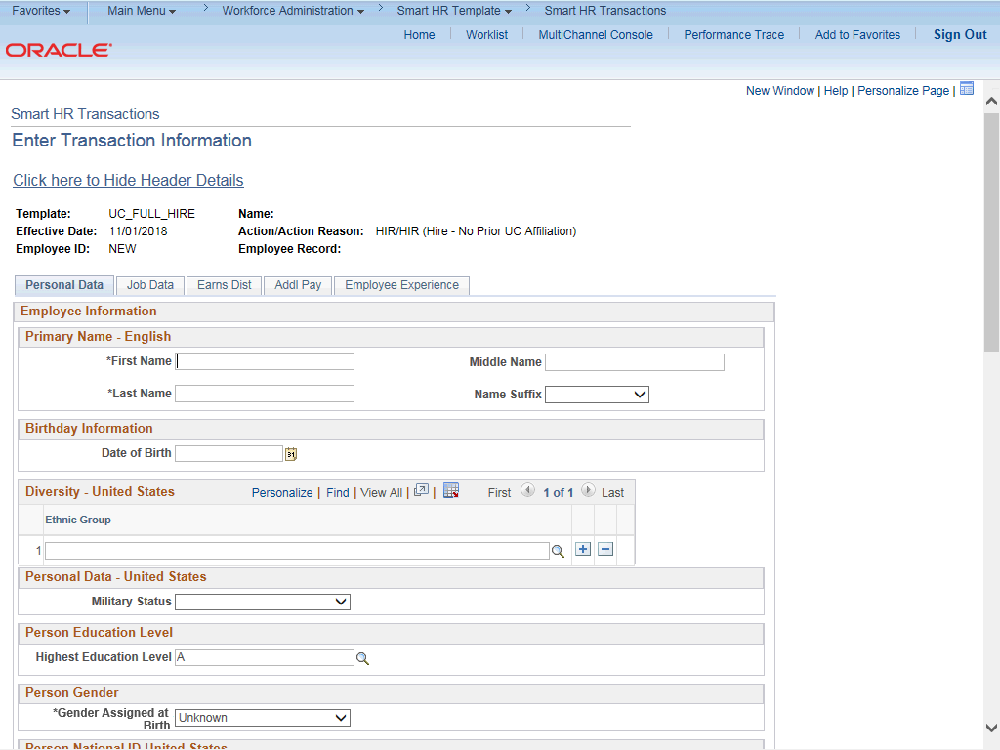 Favorites Main Menu > Workforce Administration > Smart HR Template > Smart HR Transactions
Home Worklist MultiChannel Console Performance Trace Add to Favorites Sign Out
ORACLE
New Window | Help | Personalize Page |
Smart HR Transactions
Enter Transaction Information
Click here to Hide Header Details
Template: UC_FULL_HIRE Name:
Effective Date: 11/01/2018 Action/Action Reason: HIR/HIR (Hire - No Prior UC Affiliation)
Employee ID: NEW Employee Record:
Personal Data Job Data Earns Dist Addl Pay Employee Experience
Employee Information
Primary Name - English
*First Name Middle Name
*Last Name Name Suffix
Birthday Information
Date of Birth 31
Diversity - United States Personalize | Find | View All | | First 1 of 1 Last
Ethnic Group
1
Personal Data - United States
Military Status
Person Education Level
Highest Education Level A
Person Gender
*Gender Assigned at Birth Unknown
Person National ID United States